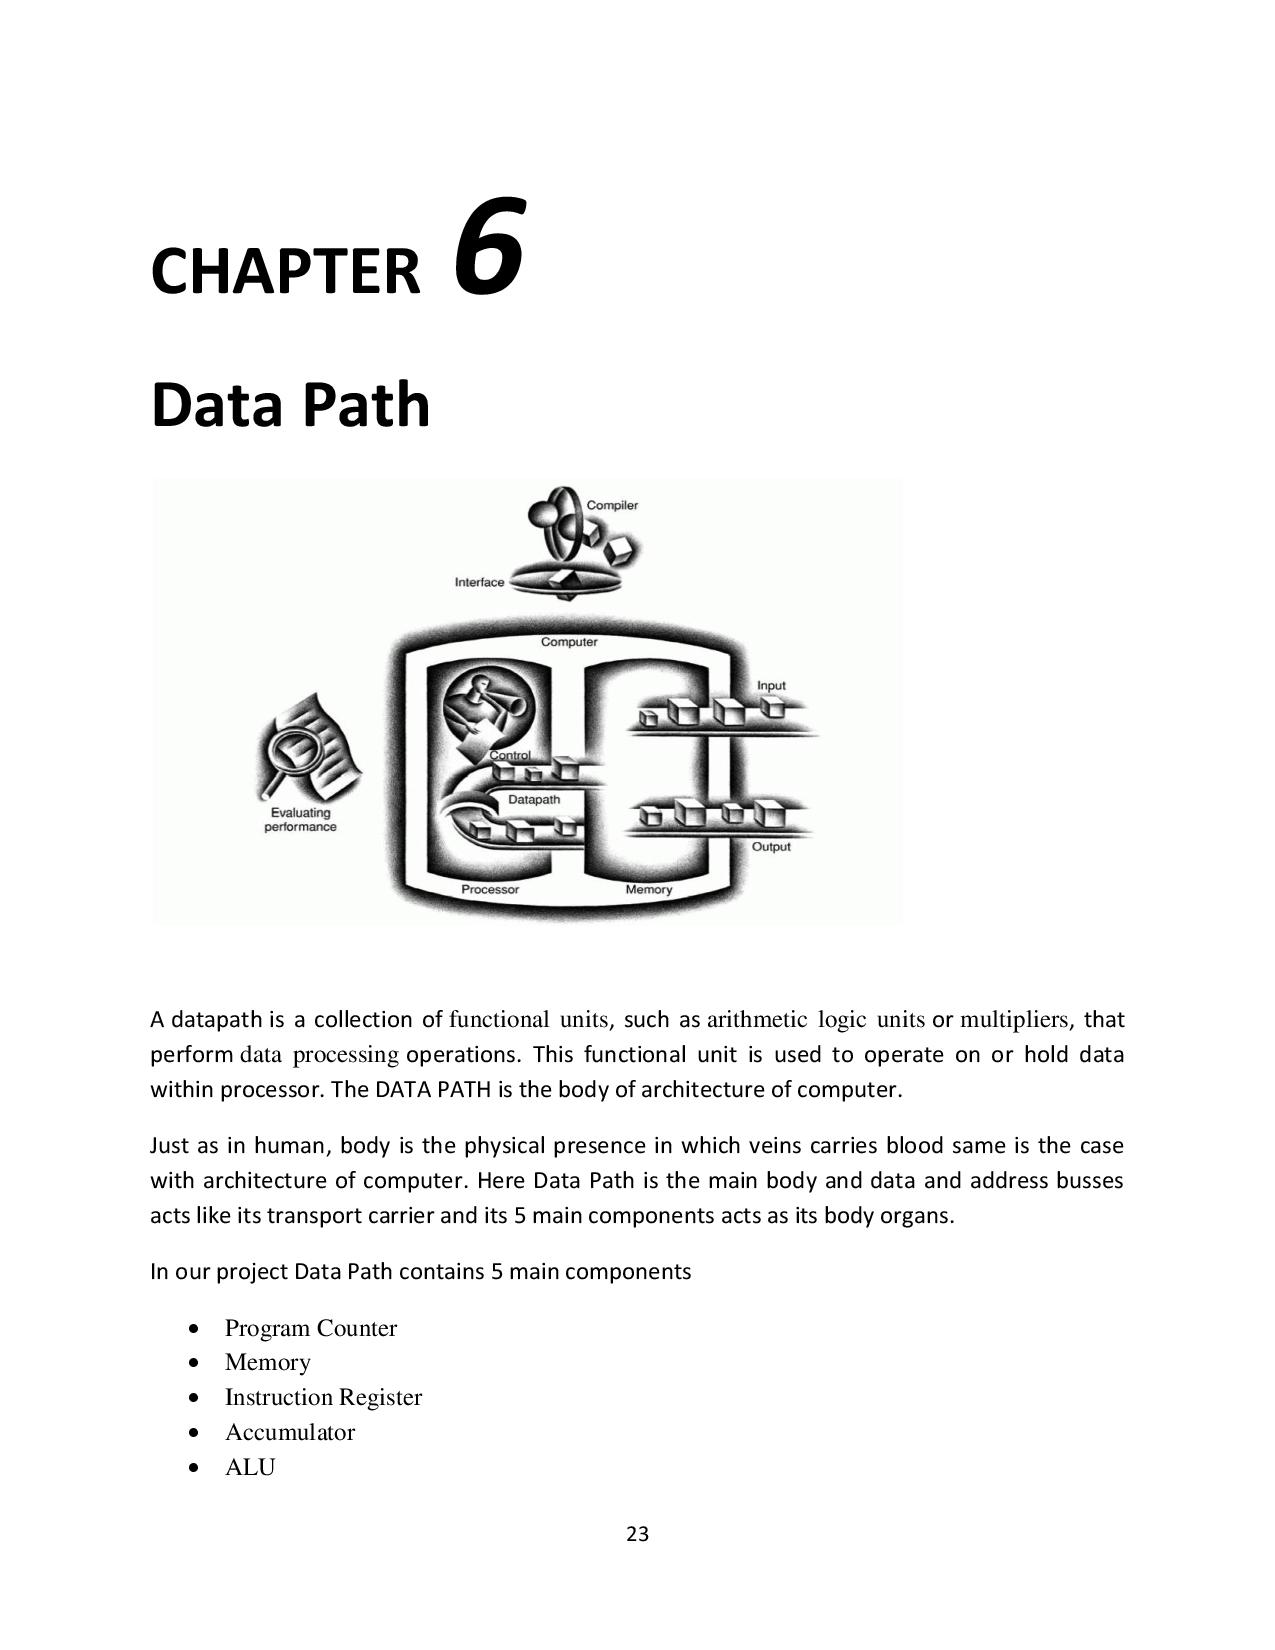 CHAPTER 6
Data Path
Compiler
Interface
Computer
Input
Control
Datapath
Evaluating
performance
Output
Processor
Memory
A datapath is a collection of functional units, such as arithmetic logic units or multipliers, that
perform data processing operations. This functional unit is used to operate on or hold data
within processor. The DATA PATH is the body of architecture of computer.
Just as in human, body is the physical presence in which veins carries blood same is the case
with architecture of computer. Here Data Path is the main body and data and address busses
acts like its transport carrier and its 5 main components acts as its body organs.
In our project Data Path contains 5 main components
• Program Counter
• Memory
• Instruction Register
• Accumulator
• ALU
23